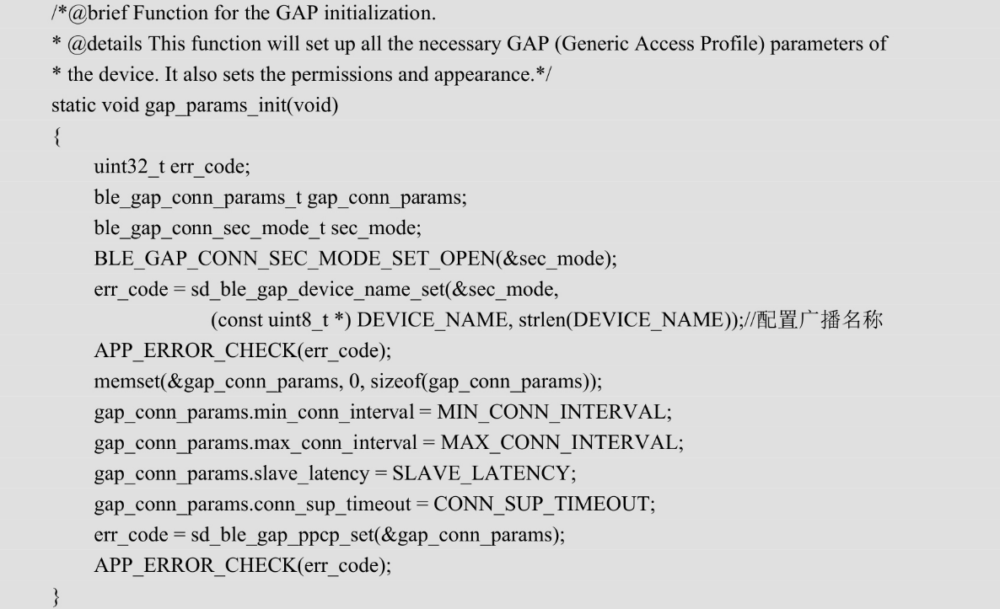 /*@brief Function for the GAP initialization.
* @details This function will set up all the necessary GAP (Generic Access Profile) parameters of
* the device. It also sets the permissions and appearance.*/
static void gap_params_init(void)
{
uint32_t err_code;
ble_gap_conn_params_t gap_conn_params;
ble_gap_conn_sec_mode_t sec_mode;
BLE_GAP_CONN_SEC_MODE_SET_OPEN(&sec_mode);
err_code = sd_ble_gap_device_name_set(&sec_mode,
(const uint8_t *) DEVICE_NAME, strlen(DEVICE_NAME));//配置广播名称
APP_ERROR_CHECK(err_code);
memset(&gap_conn_params, 0, sizeof(gap_conn_params));
gap_conn_params.min_conn_interval = MIN_CONN_INTERVAL;
gap_conn_params.max_conn_interval = MAX_CONN_INTERVAL;
gap_conn_params.slave_latency = SLAVE_LATENCY;
gap_conn_params.conn_sup_timeout = CONN_SUP_TIMEOUT;
err_code = sd_ble_gap_ppcp_set(&gap_conn_params);
APP_ERROR_CHECK(err_code);
}